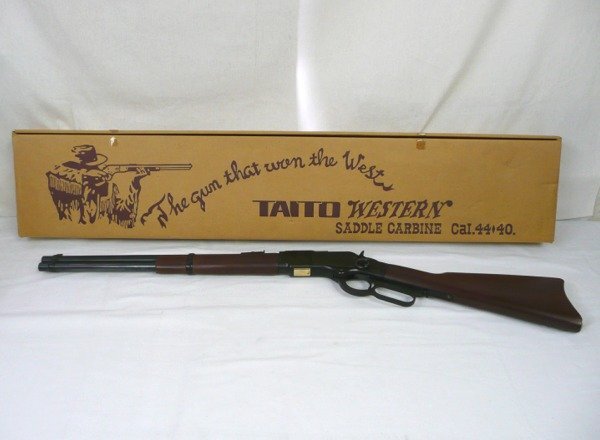 The gun that won the West
TAITO WESTERN
SADDLE CARBINE Cal.44•40.